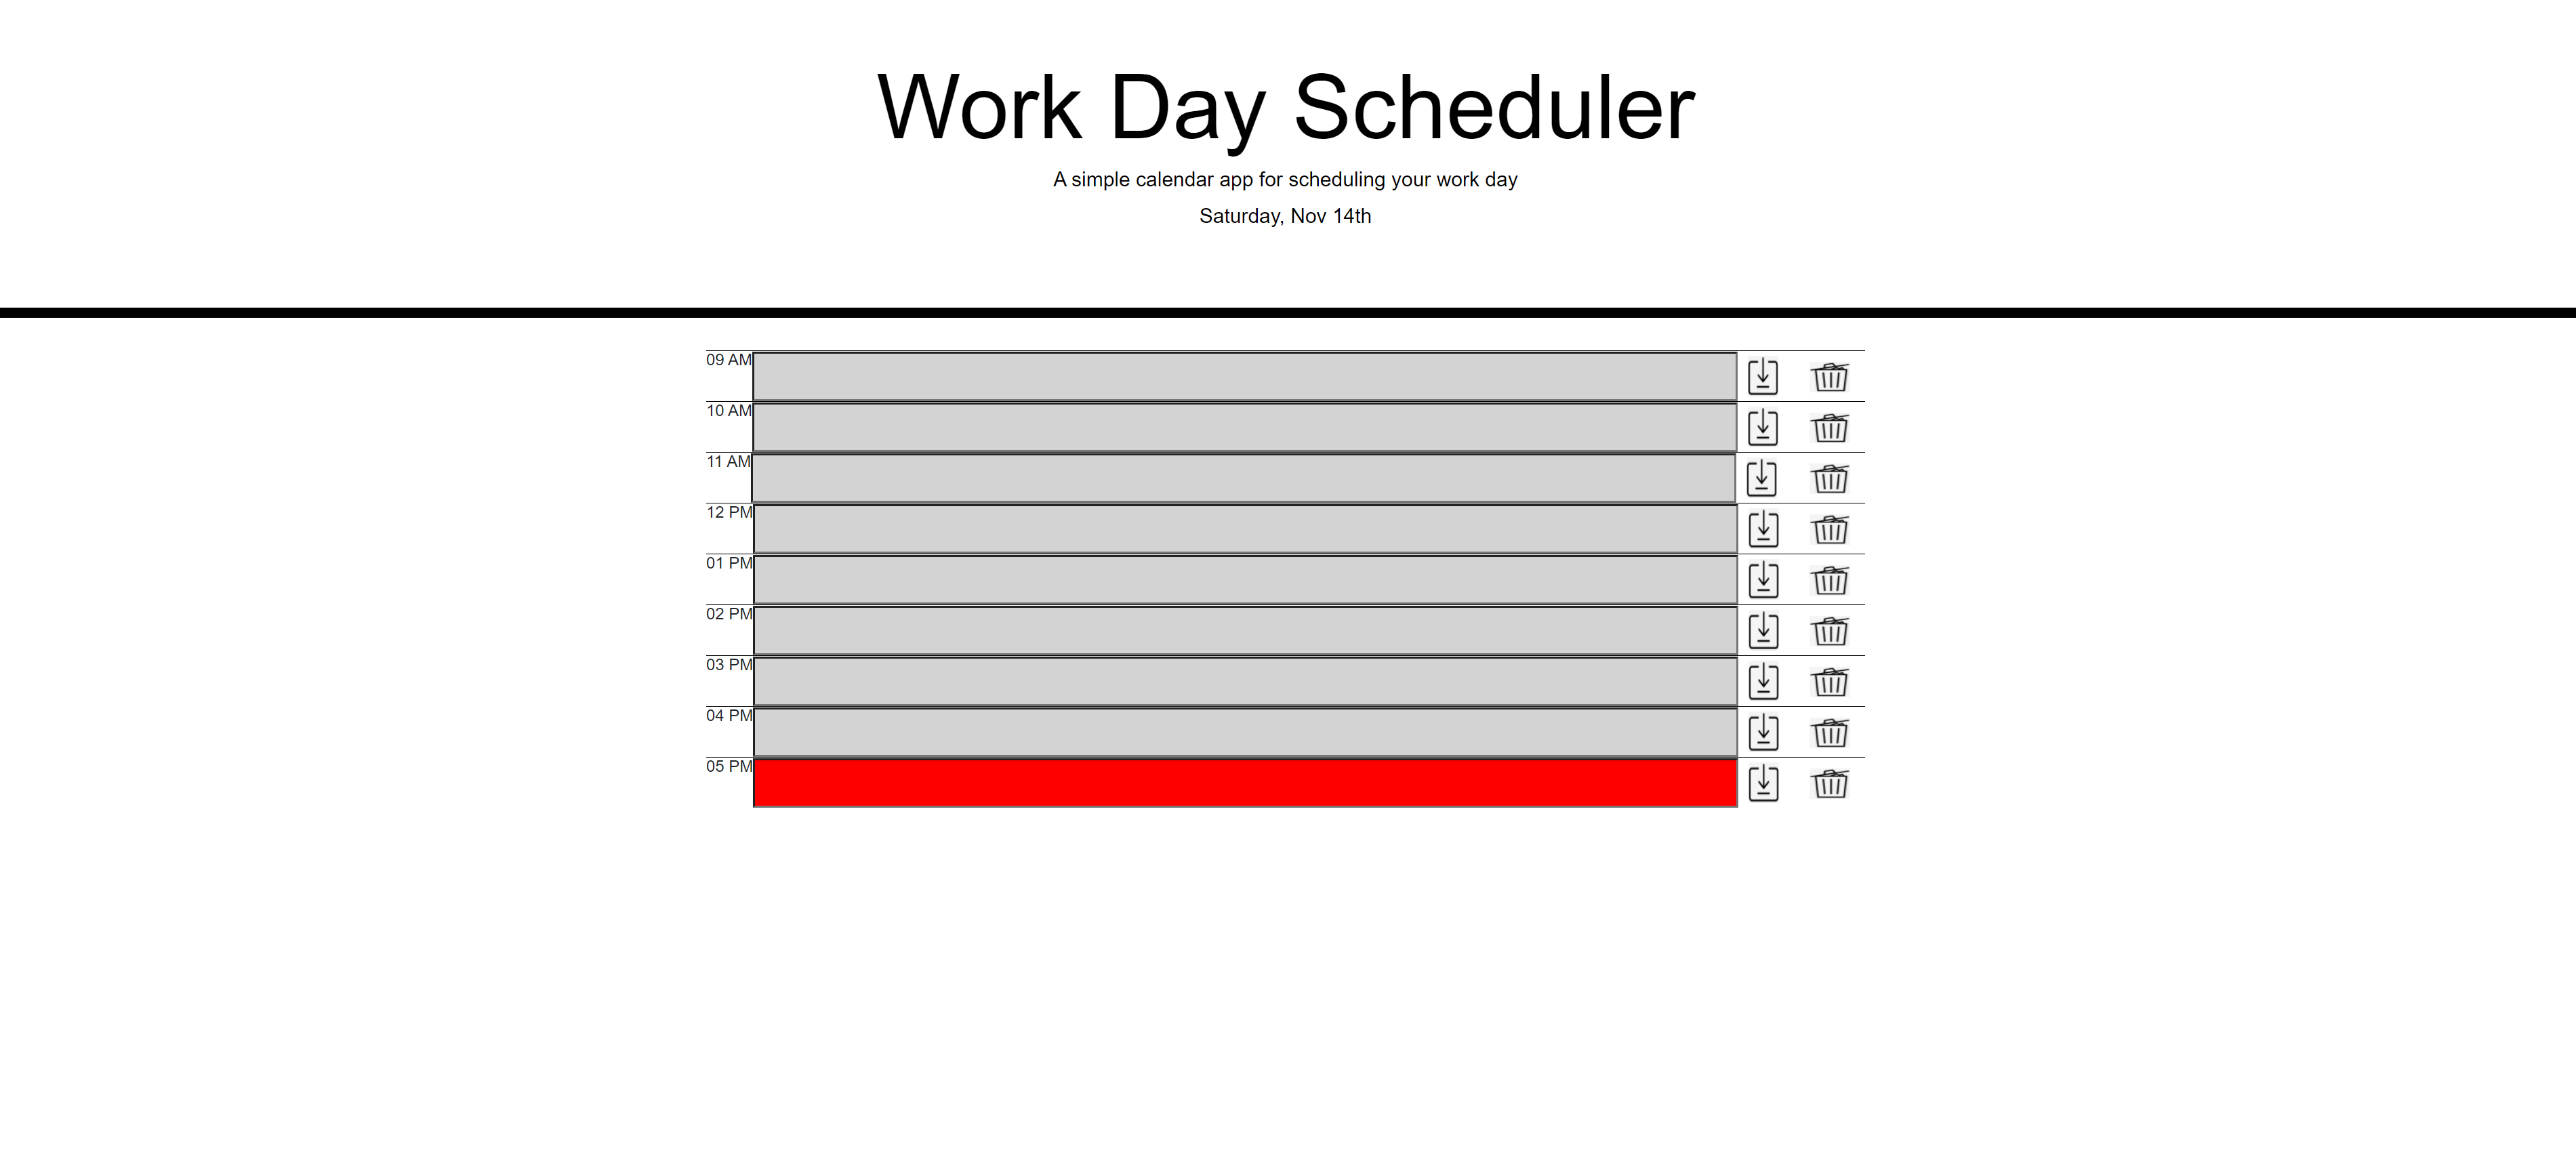 Work Day Scheduler
A simple calendar app for scheduling your work day
Saturday, Nov 14th
09 AM
10 AM
11 AM
12 PM
01 PM
02 PM
03 PM
04 PM
05 PM